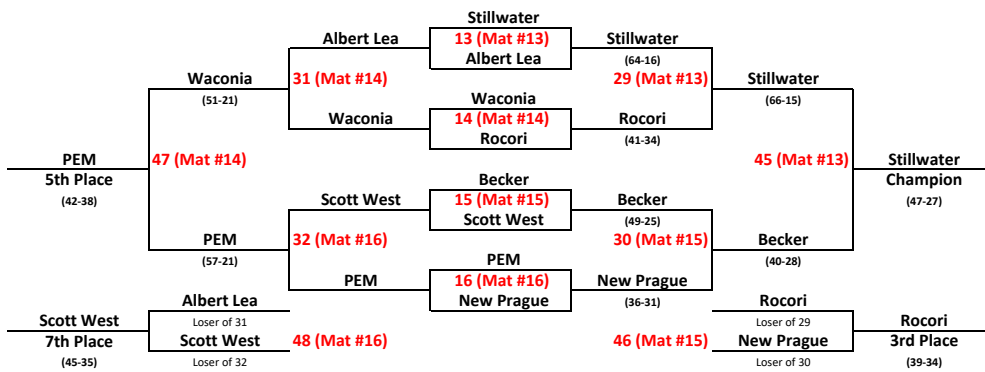 Stillwater
Albert Lea 13 (Mat #13) Stillwater
Albert Lea (64-16)
Waconia 31 (Mat #14) 29 (Mat #13) Stillwater
(51-21) Waconia (66-15)
Waconia 14 (Mat #14) Rocori
Rocori (41-34)
PEM 47 (Mat #14) 45 (Mat #13) Stillwater
5th Place Becker Champion
(42-38) Scott West 15 (Mat #15) Becker (47-27)
Scott West (49-25)
PEM 32 (Mat #16) 30 (Mat #15) Becker
(57-21) PEM (40-28)
PEM 16 (Mat #16) New Prague
Albert Lea New Prague (36-31) Rocori
Scott West Loser of 31 Loser of 29 Rocori
7th Place Scott West 48 (Mat #16) 46 (Mat #15) New Prague 3rd Place
(45-35) Loser of 32 Loser of 30 (39-34)